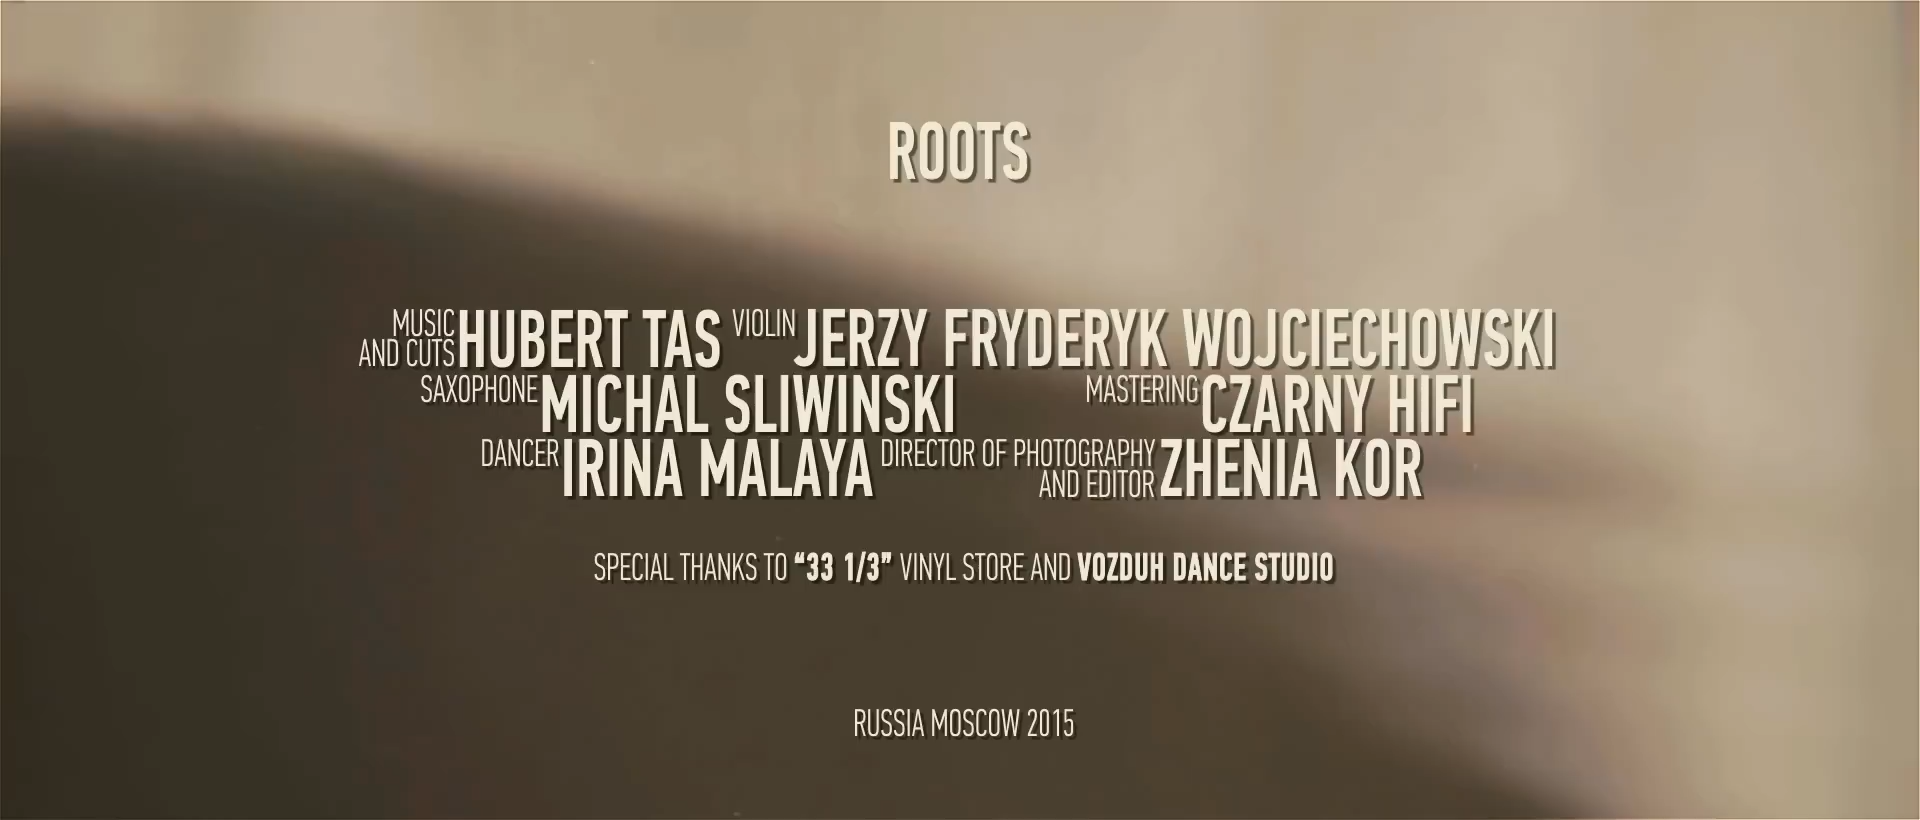 ROOTS
MUSIC AND CUTS HUBERT TAS VIOLIN JERZY FRYDERYK WOJCIECHOWSKI
SAXOPHONE MICHAL SLIWINSKI MASTERING CZARNY HIFI
DANCER IRINA MALAYA DIRECTOR OF PHOTOGRAPHY AND EDITOR ZHENIA KOR
SPECIAL THANKS TO “33 1/3” VINYL STORE AND VOZDUH DANCE STUDIO
RUSSIA MOSCOW 2015